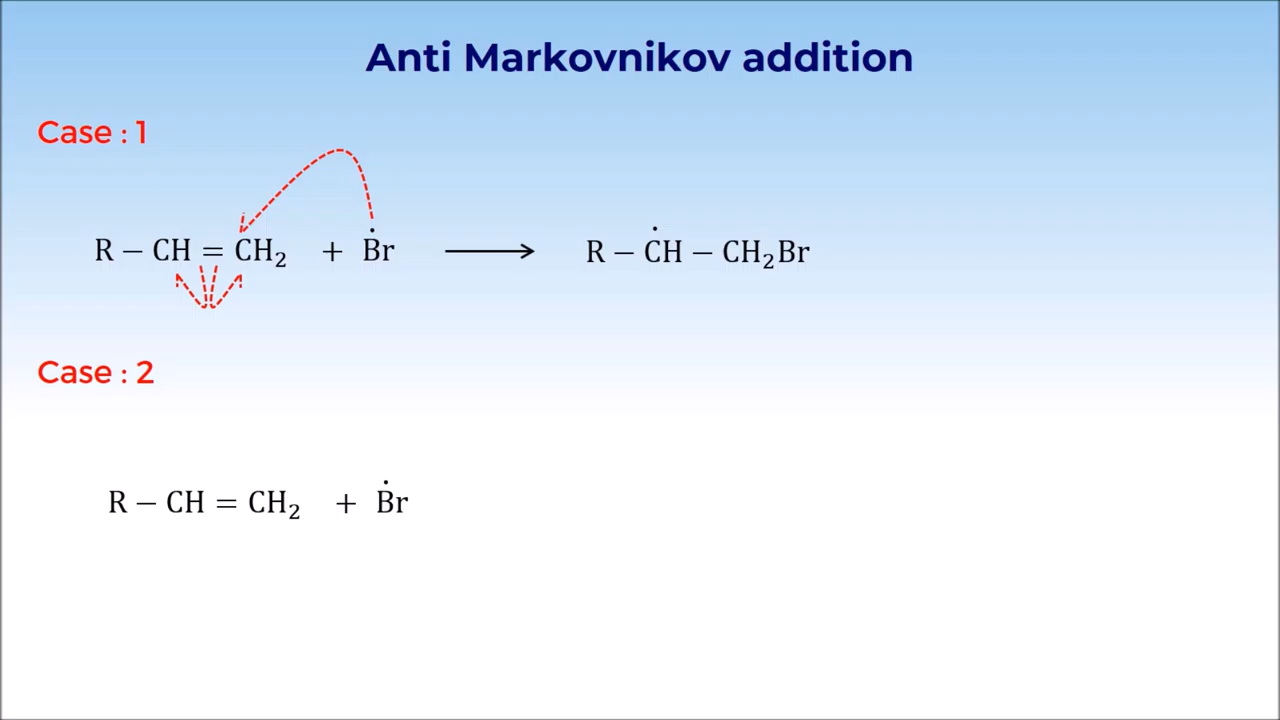 Anti Markovnikov addition
Case : 1
R − CH = CH₂ + Ḃr ⟶ R − ĊH − CH₂Br
Case : 2
R − CH = CH₂ + Ḃr